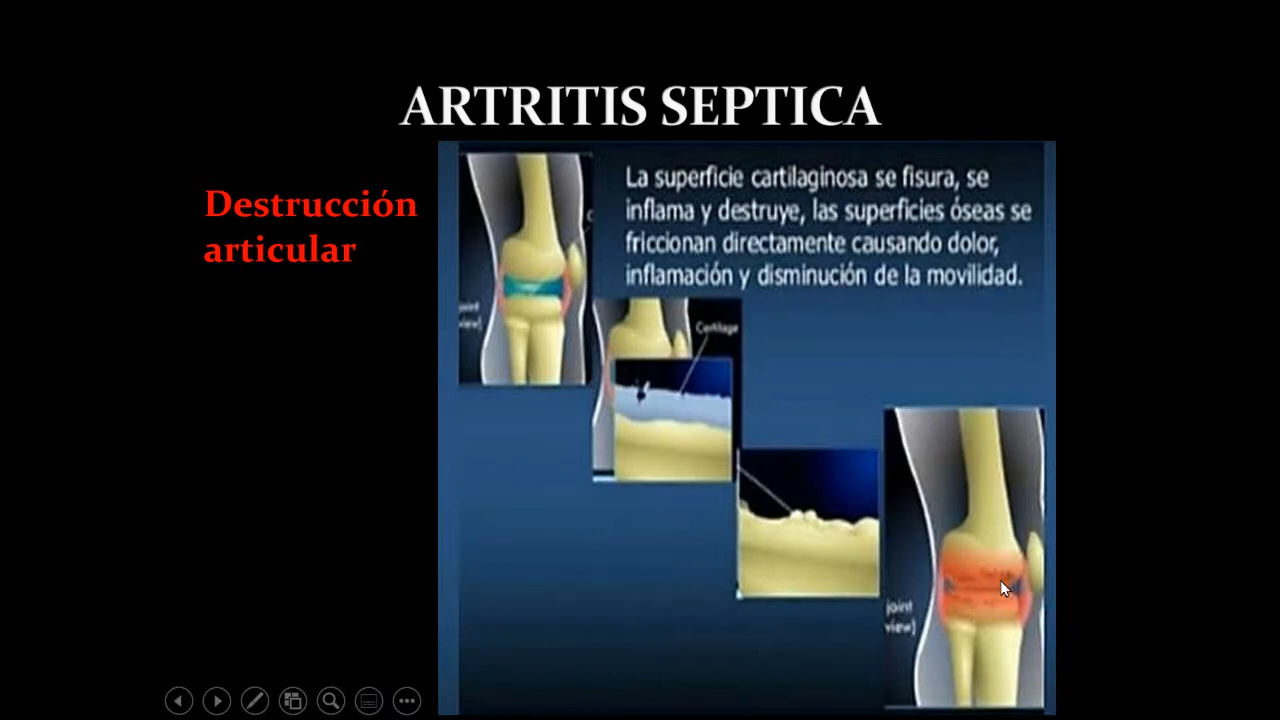 ARTRITIS SEPTICA
Destrucción
articular
La superficie cartilaginosa se fisura, se
inflama y destruye, las superficies óseas se
friccionan directamente causando dolor,
inflamación y disminución de la movilidad.
joint
view)
Cartilage
joint
view)